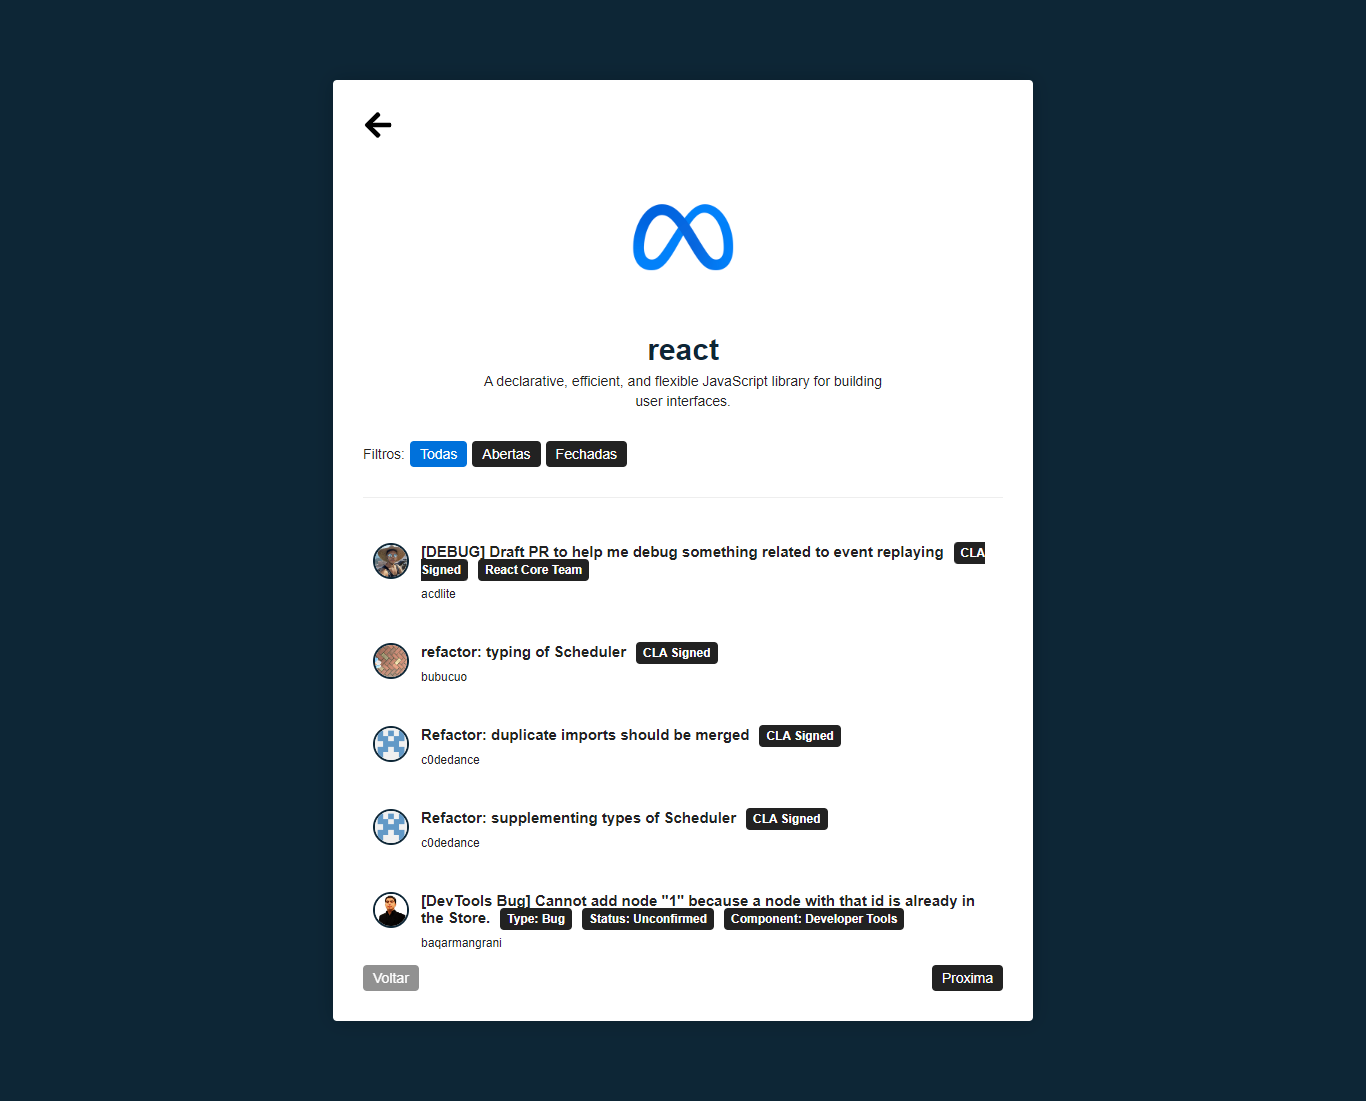 react
A declarative, efficient, and flexible JavaScript library for building
user interfaces.
Filtros: Todas Abertas Fechadas
[DEBUG] Draft PR to help me debug something related to event replaying CLA
Signed React Core Team
acdlite
refactor: typing of Scheduler CLA Signed
bubucuo
Refactor: duplicate imports should be merged CLA Signed
c0dedance
Refactor: supplementing types of Scheduler CLA Signed
c0dedance
[DevTools Bug] Cannot add node "1" because a node with that id is already in
the Store. Type: Bug Status: Unconfirmed Component: Developer Tools
baqarmangrani
Voltar Proxima